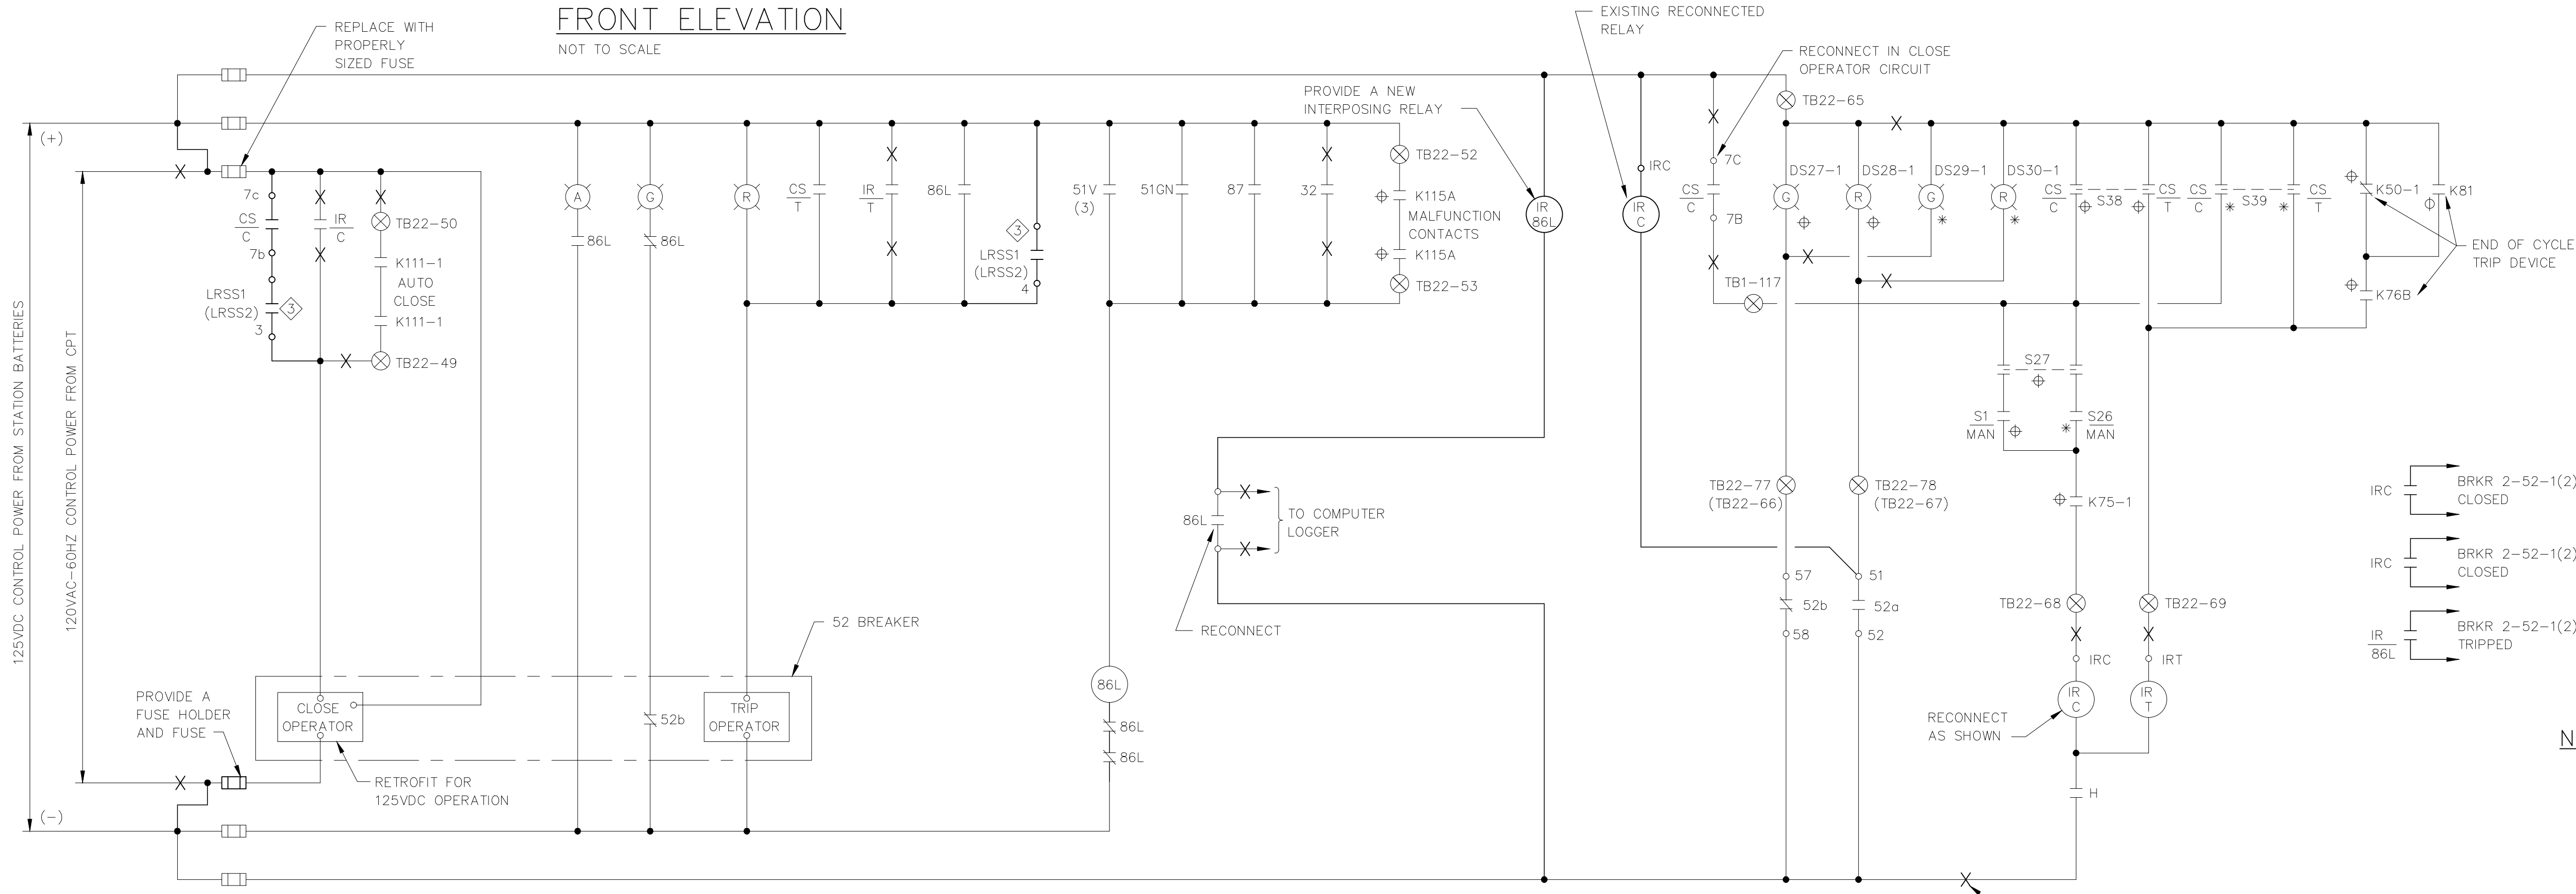 FRONT ELEVATION
NOT TO SCALE
REPLACE WITH
PROPERLY
SIZED FUSE
EXISTING RECONNECTED
RELAY
RECONNECT IN CLOSE
OPERATOR CIRCUIT
PROVIDE A NEW
INTERPOSING RELAY
TB22-65
(+)
125VDC CONTROL POWER FROM STATION BATTERIES
120VAC-60HZ CONTROL POWER FROM CPT
7c
CS
C
7b
LRSS1
(LRSS2)
3
3
IR
C
TB22-50
K111-1
AUTO
CLOSE
K111-1
TB22-49
A
86L
G
86L
R
CS
T
IR
T
86L
3
LRSS1
(LRSS2)
4
51V
(3)
51GN
87
32
TB22-52
K115A
MALFUNCTION
CONTACTS
K115A
TB22-53
IR
86L
IRC
IR
C
7C
CS
C
7B
TB1-117
DS27-1
G
DS28-1
R
DS29-1
G
*
DS30-1
R
*
CS
C
S38
CS
T
CS
C
*
S39
*
CS
T
K50-1
K81
END OF CYCLE
TRIP DEVICE
K76B
S27
S1
MAN
*
S26
MAN
K75-1
TB22-77
(TB22-66)
TB22-78
(TB22-67)
86L
TO COMPUTER
LOGGER
RECONNECT
57
52b
58
51
52a
52
TB22-68
TB22-69
IRC
IRT
IR
C
IR
T
RECONNECT
AS SHOWN
H
IRC
BRKR 2-52-1(2)
CLOSED
IRC
BRKR 2-52-1(2)
CLOSED
IR
86L
BRKR 2-52-1(2)
TRIPPED
52 BREAKER
PROVIDE A
FUSE HOLDER
AND FUSE
CLOSE
OPERATOR
52b
TRIP
OPERATOR
86L
86L
86L
RETROFIT FOR
125VDC OPERATION
(-)
N